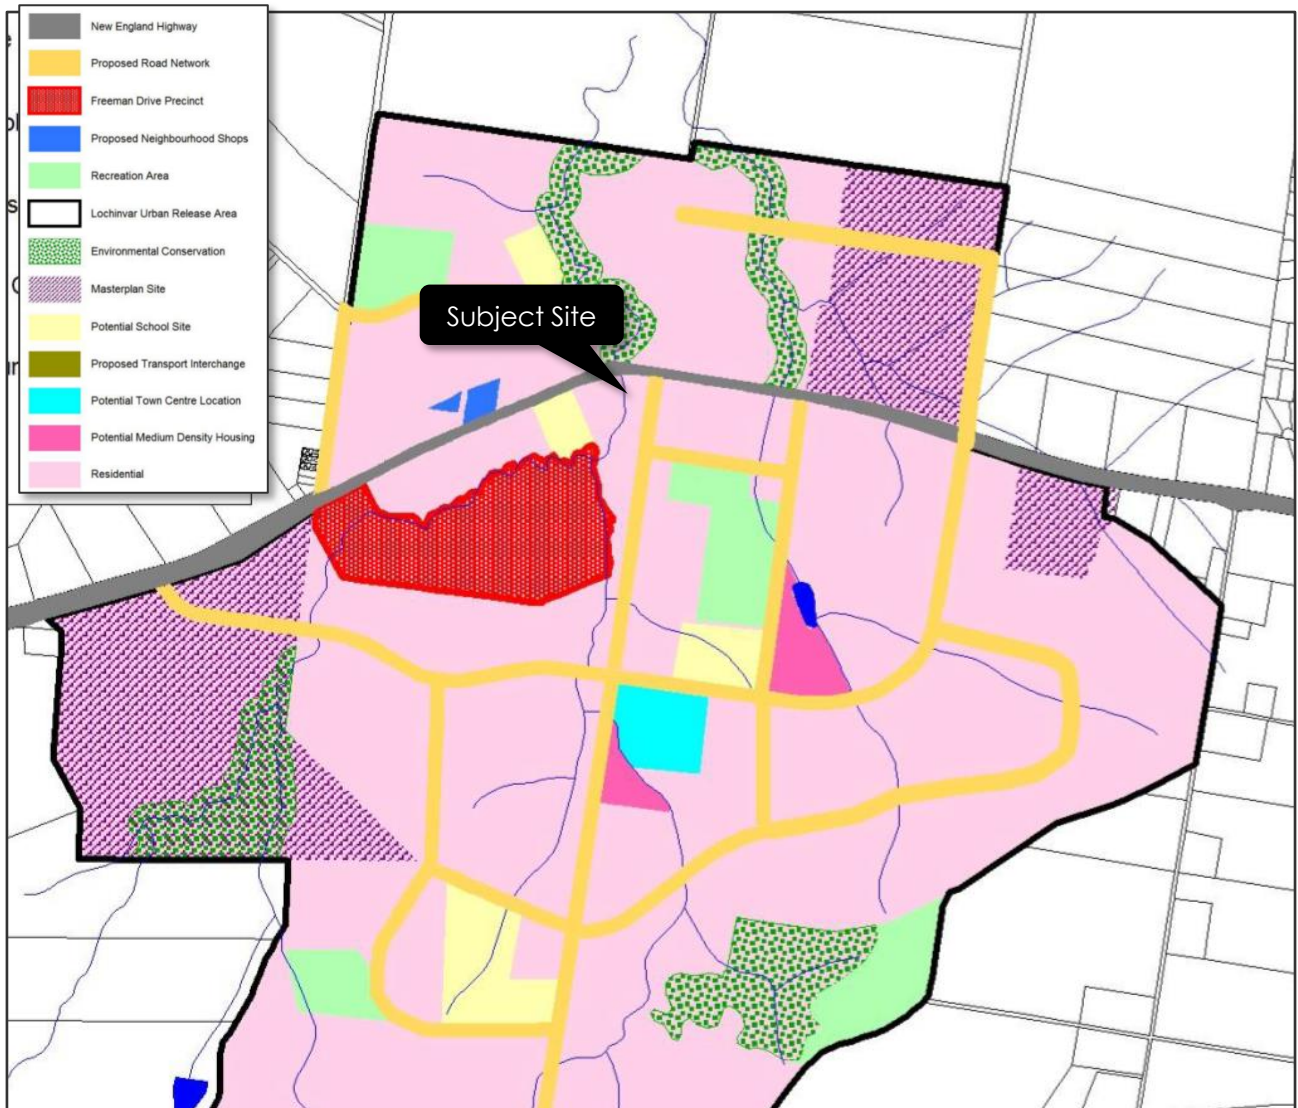 New England Highway
Proposed Road Network
Freeman Drive Precinct
Proposed Neighbourhood Shops
Recreation Area
Lochinvar Urban Release Area
Environmental Conservation
Masterplan Site
Potential School Site
Proposed Transport Interchange
Potential Town Centre Location
Potential Medium Density Housing
Residential
Subject Site